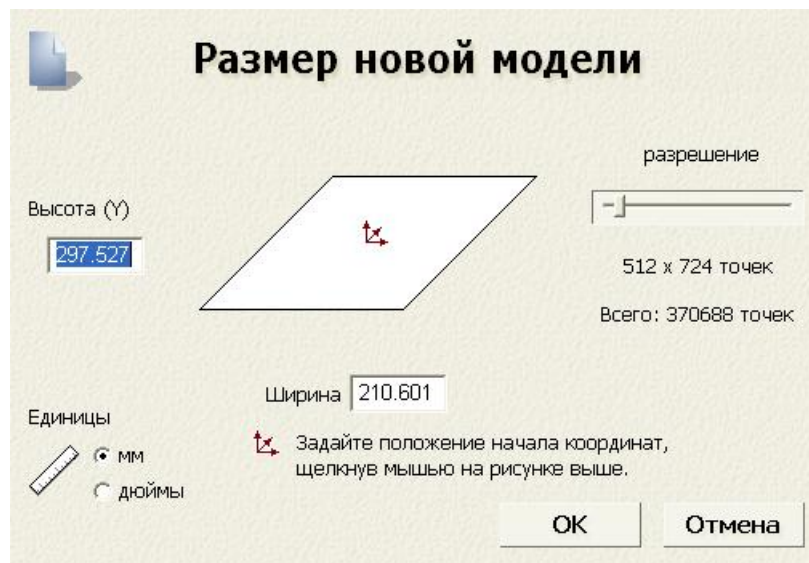 Размер новой модели
разрешение
Высота (Y)
297.527
512 x 724 точек
Всего: 370688 точек
Ширина 210.601
Единицы
мм
дюймы
Задайте положение начала координат,
щелкнув мышью на рисунке выше.
OK Отмена